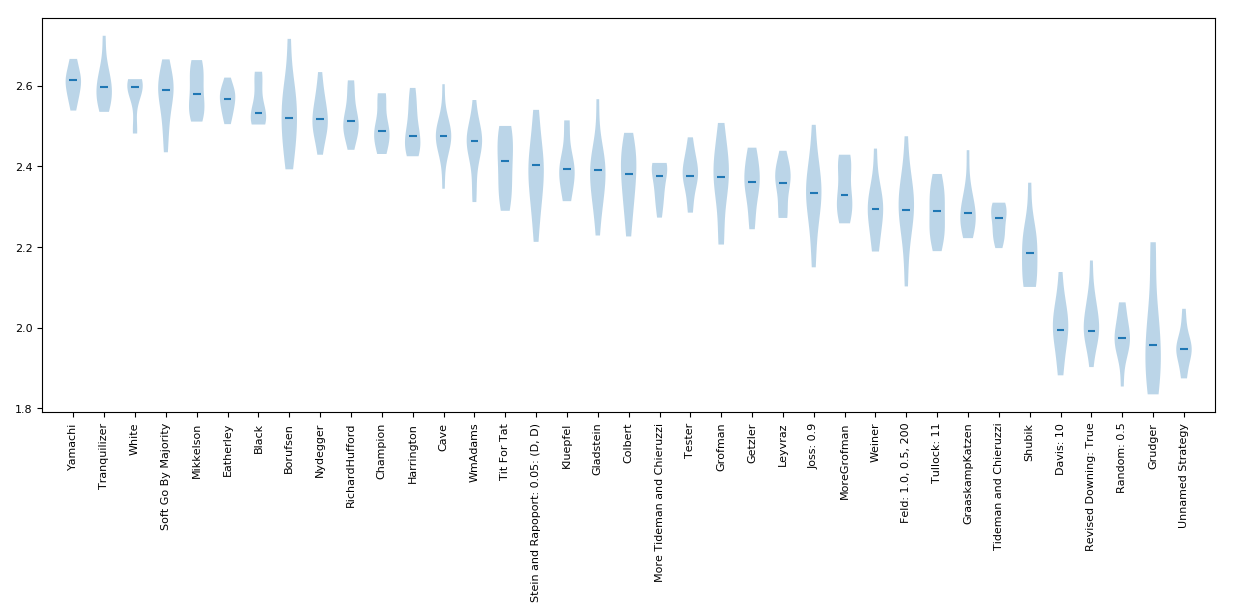 2.6
2.4
2.2
2.0
1.8
Yamachi
Tranquilizer
White
Soft Go By Majority
Mikkelson
Eatherley
Black
Borufsen
Nydegger
RichardHufford
Champion
Harrington
Cave
WmAdams
Tit For Tat
Stein and Rapoport: 0.05: (D, D)
Kluepfel
Gladstein
Colbert
More Tideman and Chieruzzi
Tester
Grofman
Getzler
Leyvraz
Joss: 0.9
MoreGrofman
Weiner
Feld: 1.0, 0.5, 200
Tullock: 11
GraaskampKatzen
Tideman and Chieruzzi
Shubik
Davis: 10
Revised Downing: True
Random: 0.5
Grudger
Unnamed Strategy